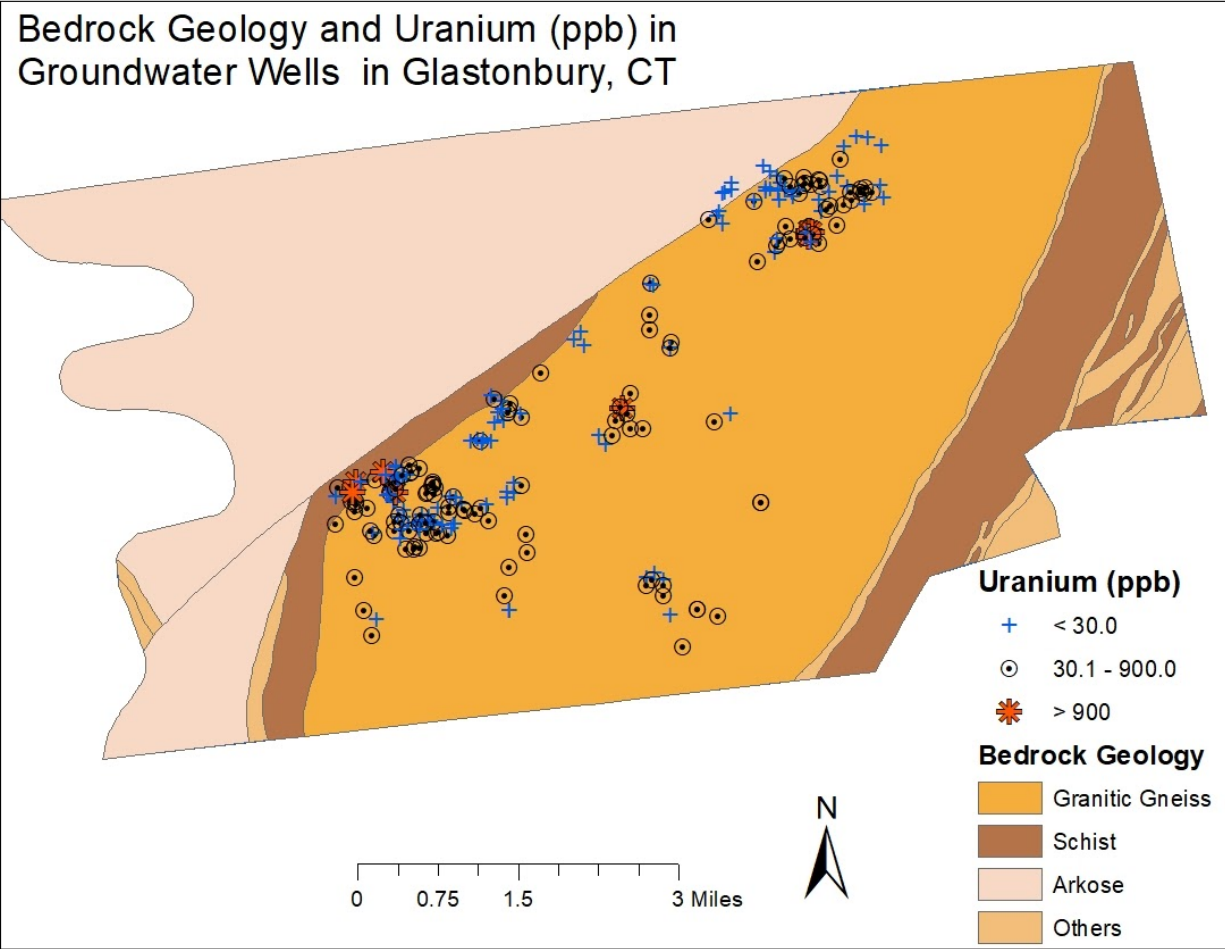 Bedrock Geology and Uranium (ppb) in
Groundwater Wells in Glastonbury, CT
Uranium (ppb)
< 30.0
30.1 - 900.0
> 900
Bedrock Geology
Granitic Gneiss
Schist
Arkose
Others
N
0 0.75 1.5 3 Miles